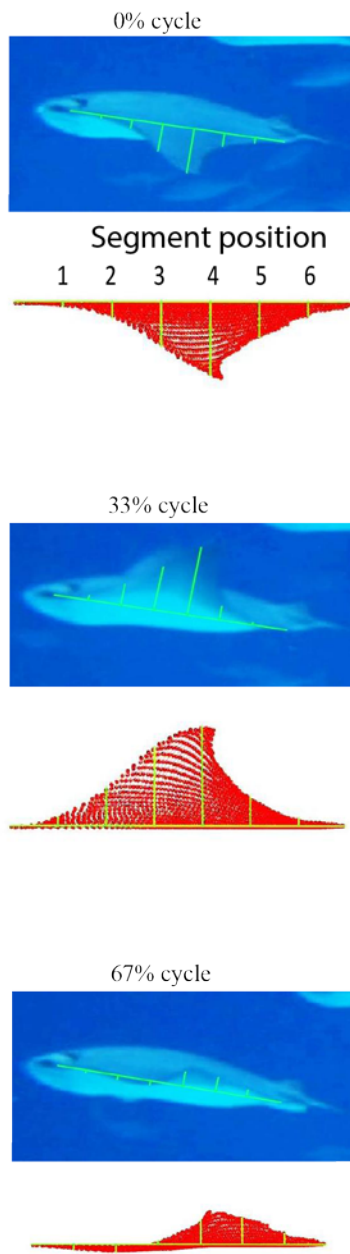 0% cycle
Segment position
1 2 3 4 5 6
33% cycle
67% cycle